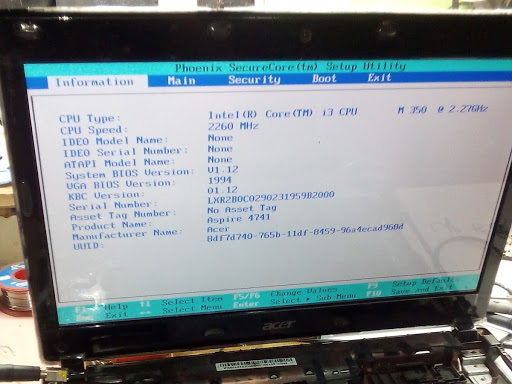 Phoenix SecureCore(tm) Setup Utility
Information Main Security Boot Exit
CPU Type: Intel(R) Core(TM) i3 CPU M 350 @ 2.27GHz
CPU Speed: 2260 MHz
IDE0 Model Name: None
IDE0 Serial Number: None
ATAPI Model Name: None
System BIOS Version: V1.12
VGA BIOS Version: 1994
KBC Version: 01.12
Serial Number: LXR2B0C0290231959B2000
Asset Tag Number: No Asset Tag
Product Name: Aspire 4741
Manufacturer Name: Acer
UUID: 8df7d740-765b-11df-8459-96a4ecad960d
F1 Help ↑↓ Select Item F5/F6 Change Values F9 Setup Defaults
Esc Exit ↔ Select Menu Enter Select ▸ Sub-Menu F10 Save and Exit
acer